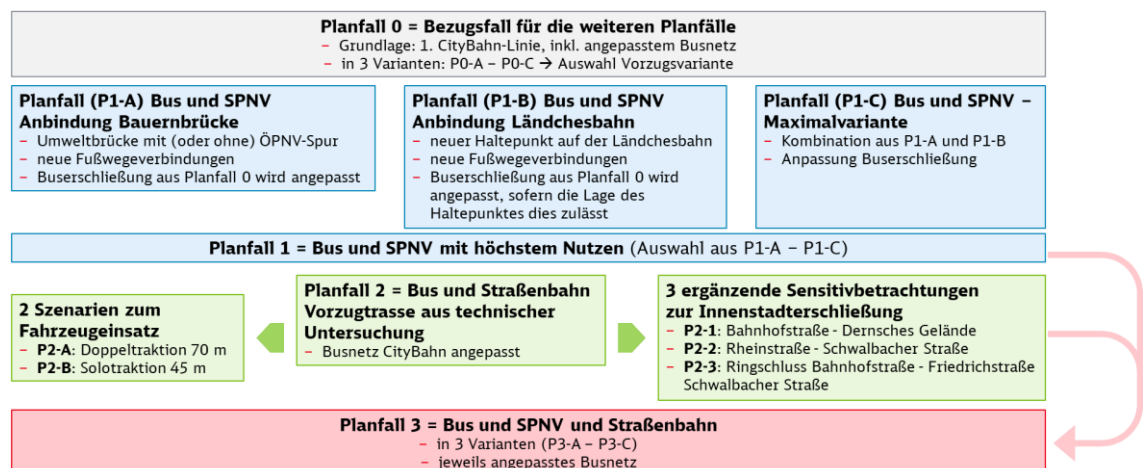 Planfall 0 = Bezugsfall für die weiteren Planfälle
– Grundlage: 1. CityBahn-Linie, inkl. angepasstem Busnetz
– in 3 Varianten: P0-A – P0-C → Auswahl Vorzugsvariante
Planfall (P1-A) Bus und SPNV
Anbindung Bauernbrücke
– Umweltbrücke mit (oder ohne) ÖPNV-Spur
– neue Fußwegeverbindungen
– Buserschließung aus Planfall 0 wird angepasst
Planfall (P1-B) Bus und SPNV
Anbindung Ländchesbahn
– neuer Haltepunkt auf der Ländchesbahn
– neue Fußwegeverbindungen
– Buserschließung aus Planfall 0 wird
angepasst, sofern die Lage des
Haltepunktes dies zulässt
Planfall (P1-C) Bus und SPNV –
Maximalvariante
– Kombination aus P1-A und P1-B
– Anpassung Buserschließung
Planfall 1 = Bus und SPNV mit höchstem Nutzen (Auswahl aus P1-A – P1-C)
2 Szenarien zum
Fahrzeugeinsatz
– P2-A: Doppeltraktion 70 m
– P2-B: Solotraktion 45 m
Planfall 2 = Bus und Straßenbahn
Vorzugtrasse aus technischer
Untersuchung
– Busnetz CityBahn angepasst
3 ergänzende Sensitivbetrachtungen
zur Innenstadterschließung
– P2-1: Bahnhofstraße - Dernsches Gelände
– P2-2: Rheinstraße - Schwalbacher Straße
– P2-3: Ringschluss Bahnhofstraße - Friedrichstraße
Schwalbacher Straße
Planfall 3 = Bus und SPNV und Straßenbahn
– in 3 Varianten (P3-A – P3-C)
– jeweils angepasstes Busnetz